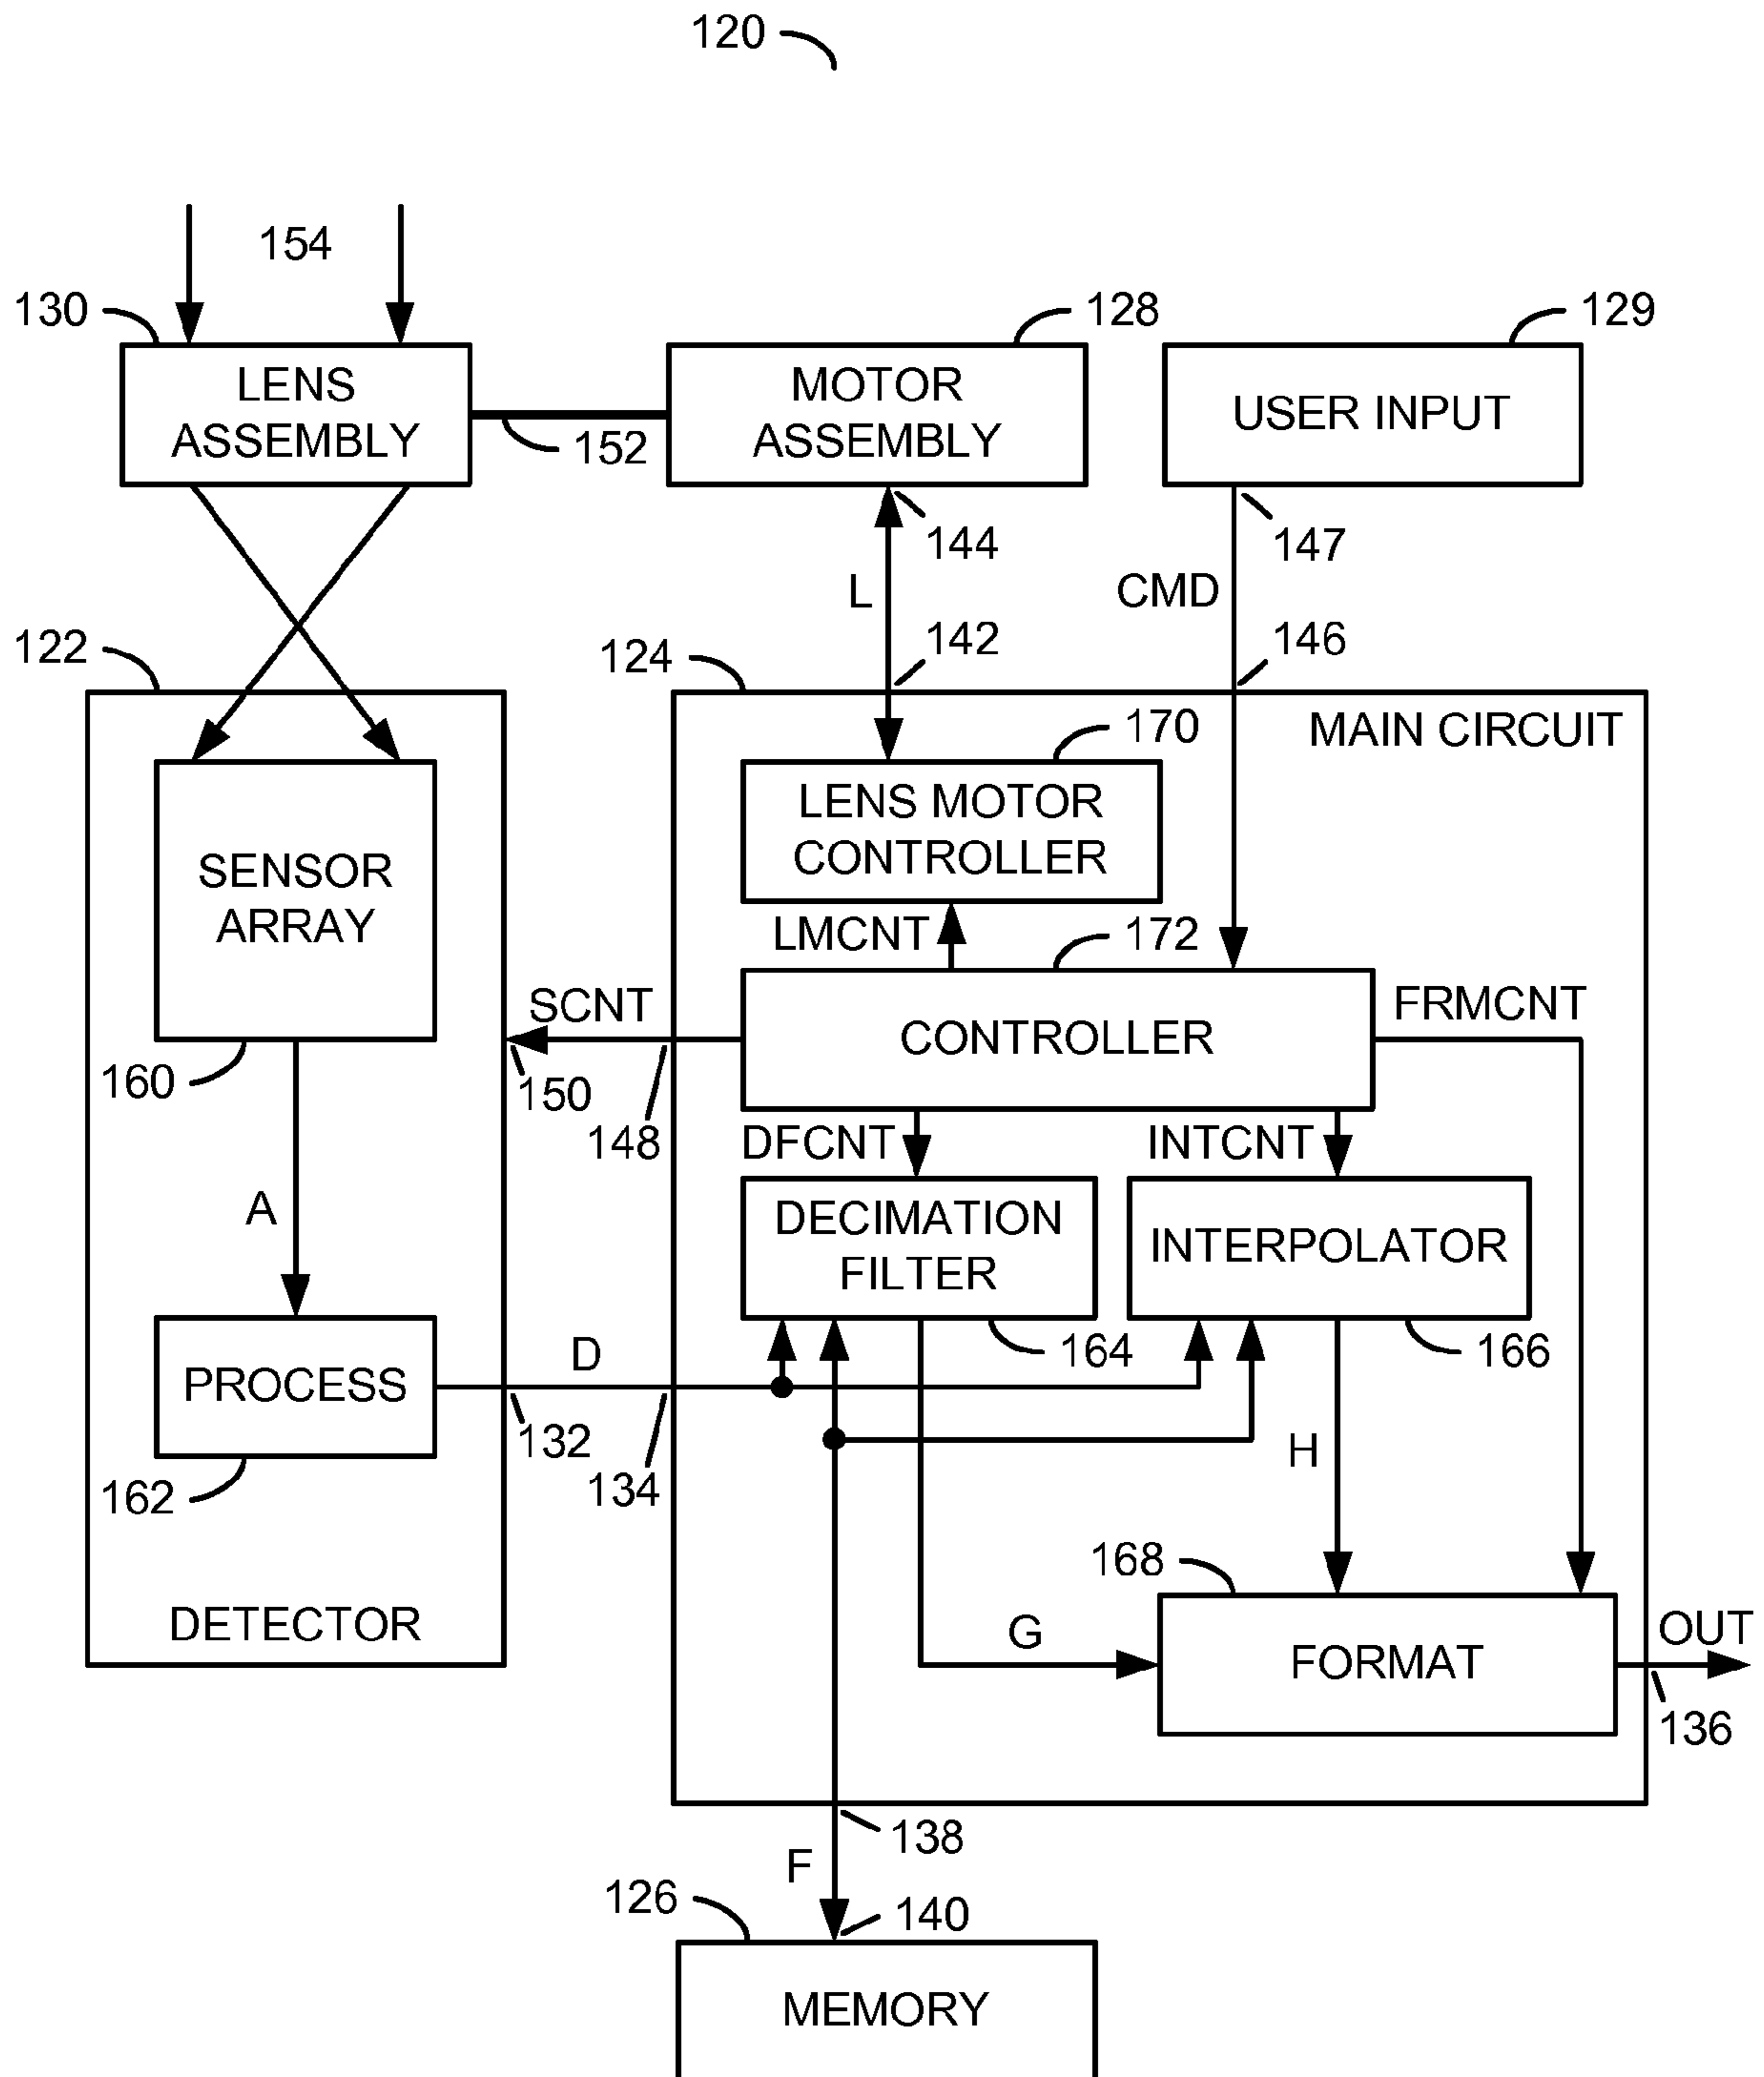 120
154
130
128
129
LENS
ASSEMBLY
MOTOR
ASSEMBLY
USER INPUT
152
144
147
L
CMD
142
146
122
124
MAIN CIRCUIT
170
LENS MOTOR
CONTROLLER
SENSOR
ARRAY
LMCNT
172
SCNT
FRMCNT
CONTROLLER
160
150
148
DFCNT
INTCNT
A
DECIMATION
FILTER
INTERPOLATOR
D
164
166
PROCESS
132
134
H
162
168
G
OUT
DETECTOR
FORMAT
136
138
F
126
140
MEMORY